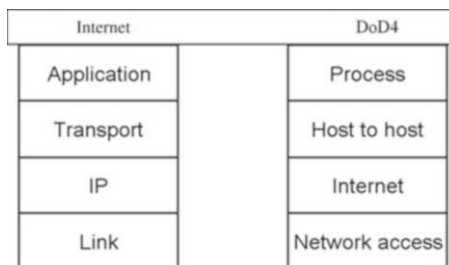 Internet DoD4
Application Process
Transport Host to host
IP Internet
Link Network access